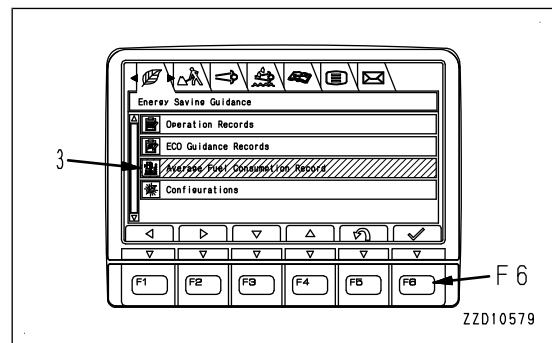 Energy Saving Guidance
Operation Records
ECO Guidance Records
3
Average Fuel Consumption Record
Configurations
F1 F2 F3 F4 F5 F6
F6
ZZD10579